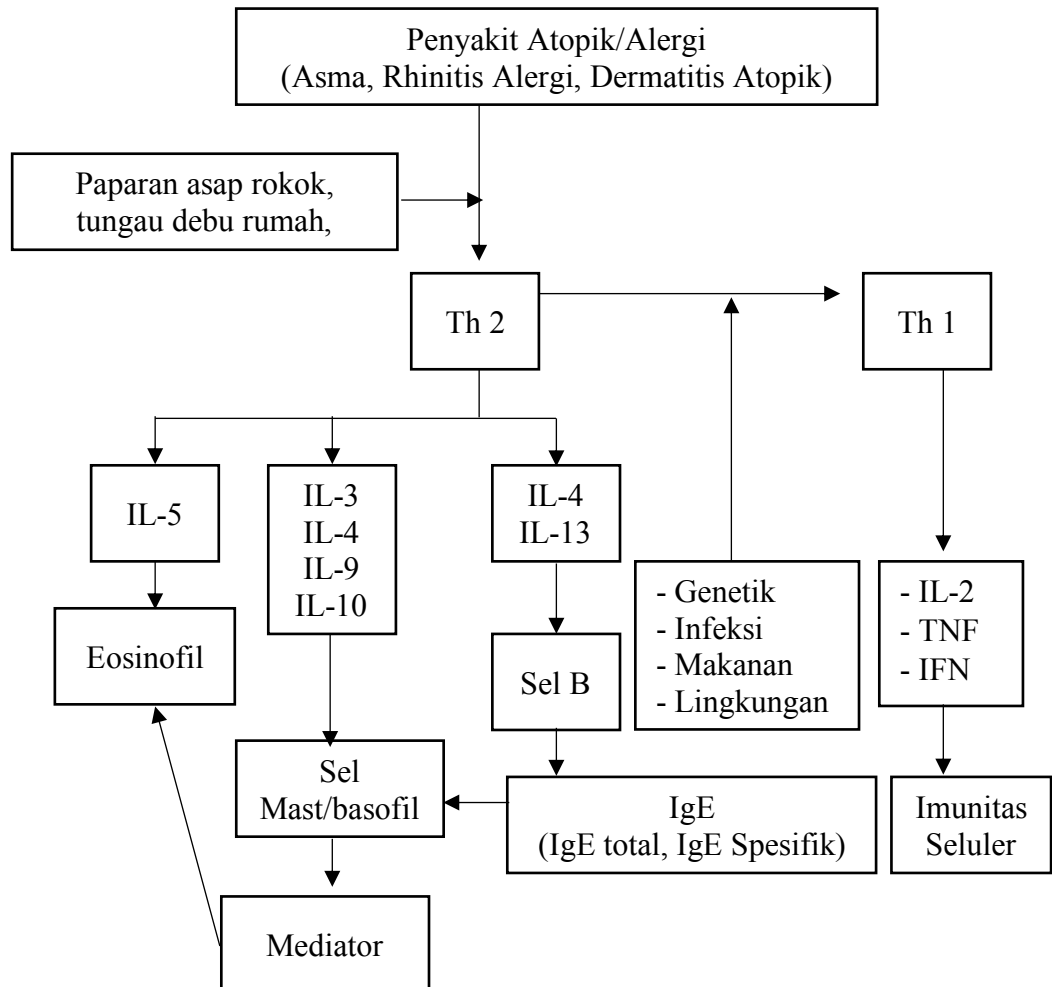 Penyakit Atopik/Alergi
(Asma, Rhinitis Alergi, Dermatitis Atopik)
Paparan asap rokok,
tungau debu rumah,
Th 2
Th 1
IL-5
IL-3
IL-4
IL-9
IL-10
IL-4
IL-13
- Genetik
- Infeksi
- Makanan
- Lingkungan
- IL-2
- TNF
- IFN
Eosinofil
Sel B
Sel
Mast/basofil
IgE
(IgE total, IgE Spesifik)
Imunitas
Seluler
Mediator